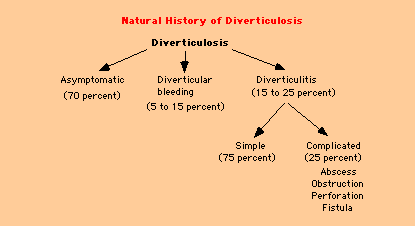 Natural History of Diverticulosis
Diverticulosis
Asymptomatic
(70 percent)
Diverticular
bleeding
(5 to 15 percent)
Diverticulitis
(15 to 25 percent)
Simple
(75 percent)
Complicated
(25 percent)
Abscess
Obstruction
Perforation
Fistula